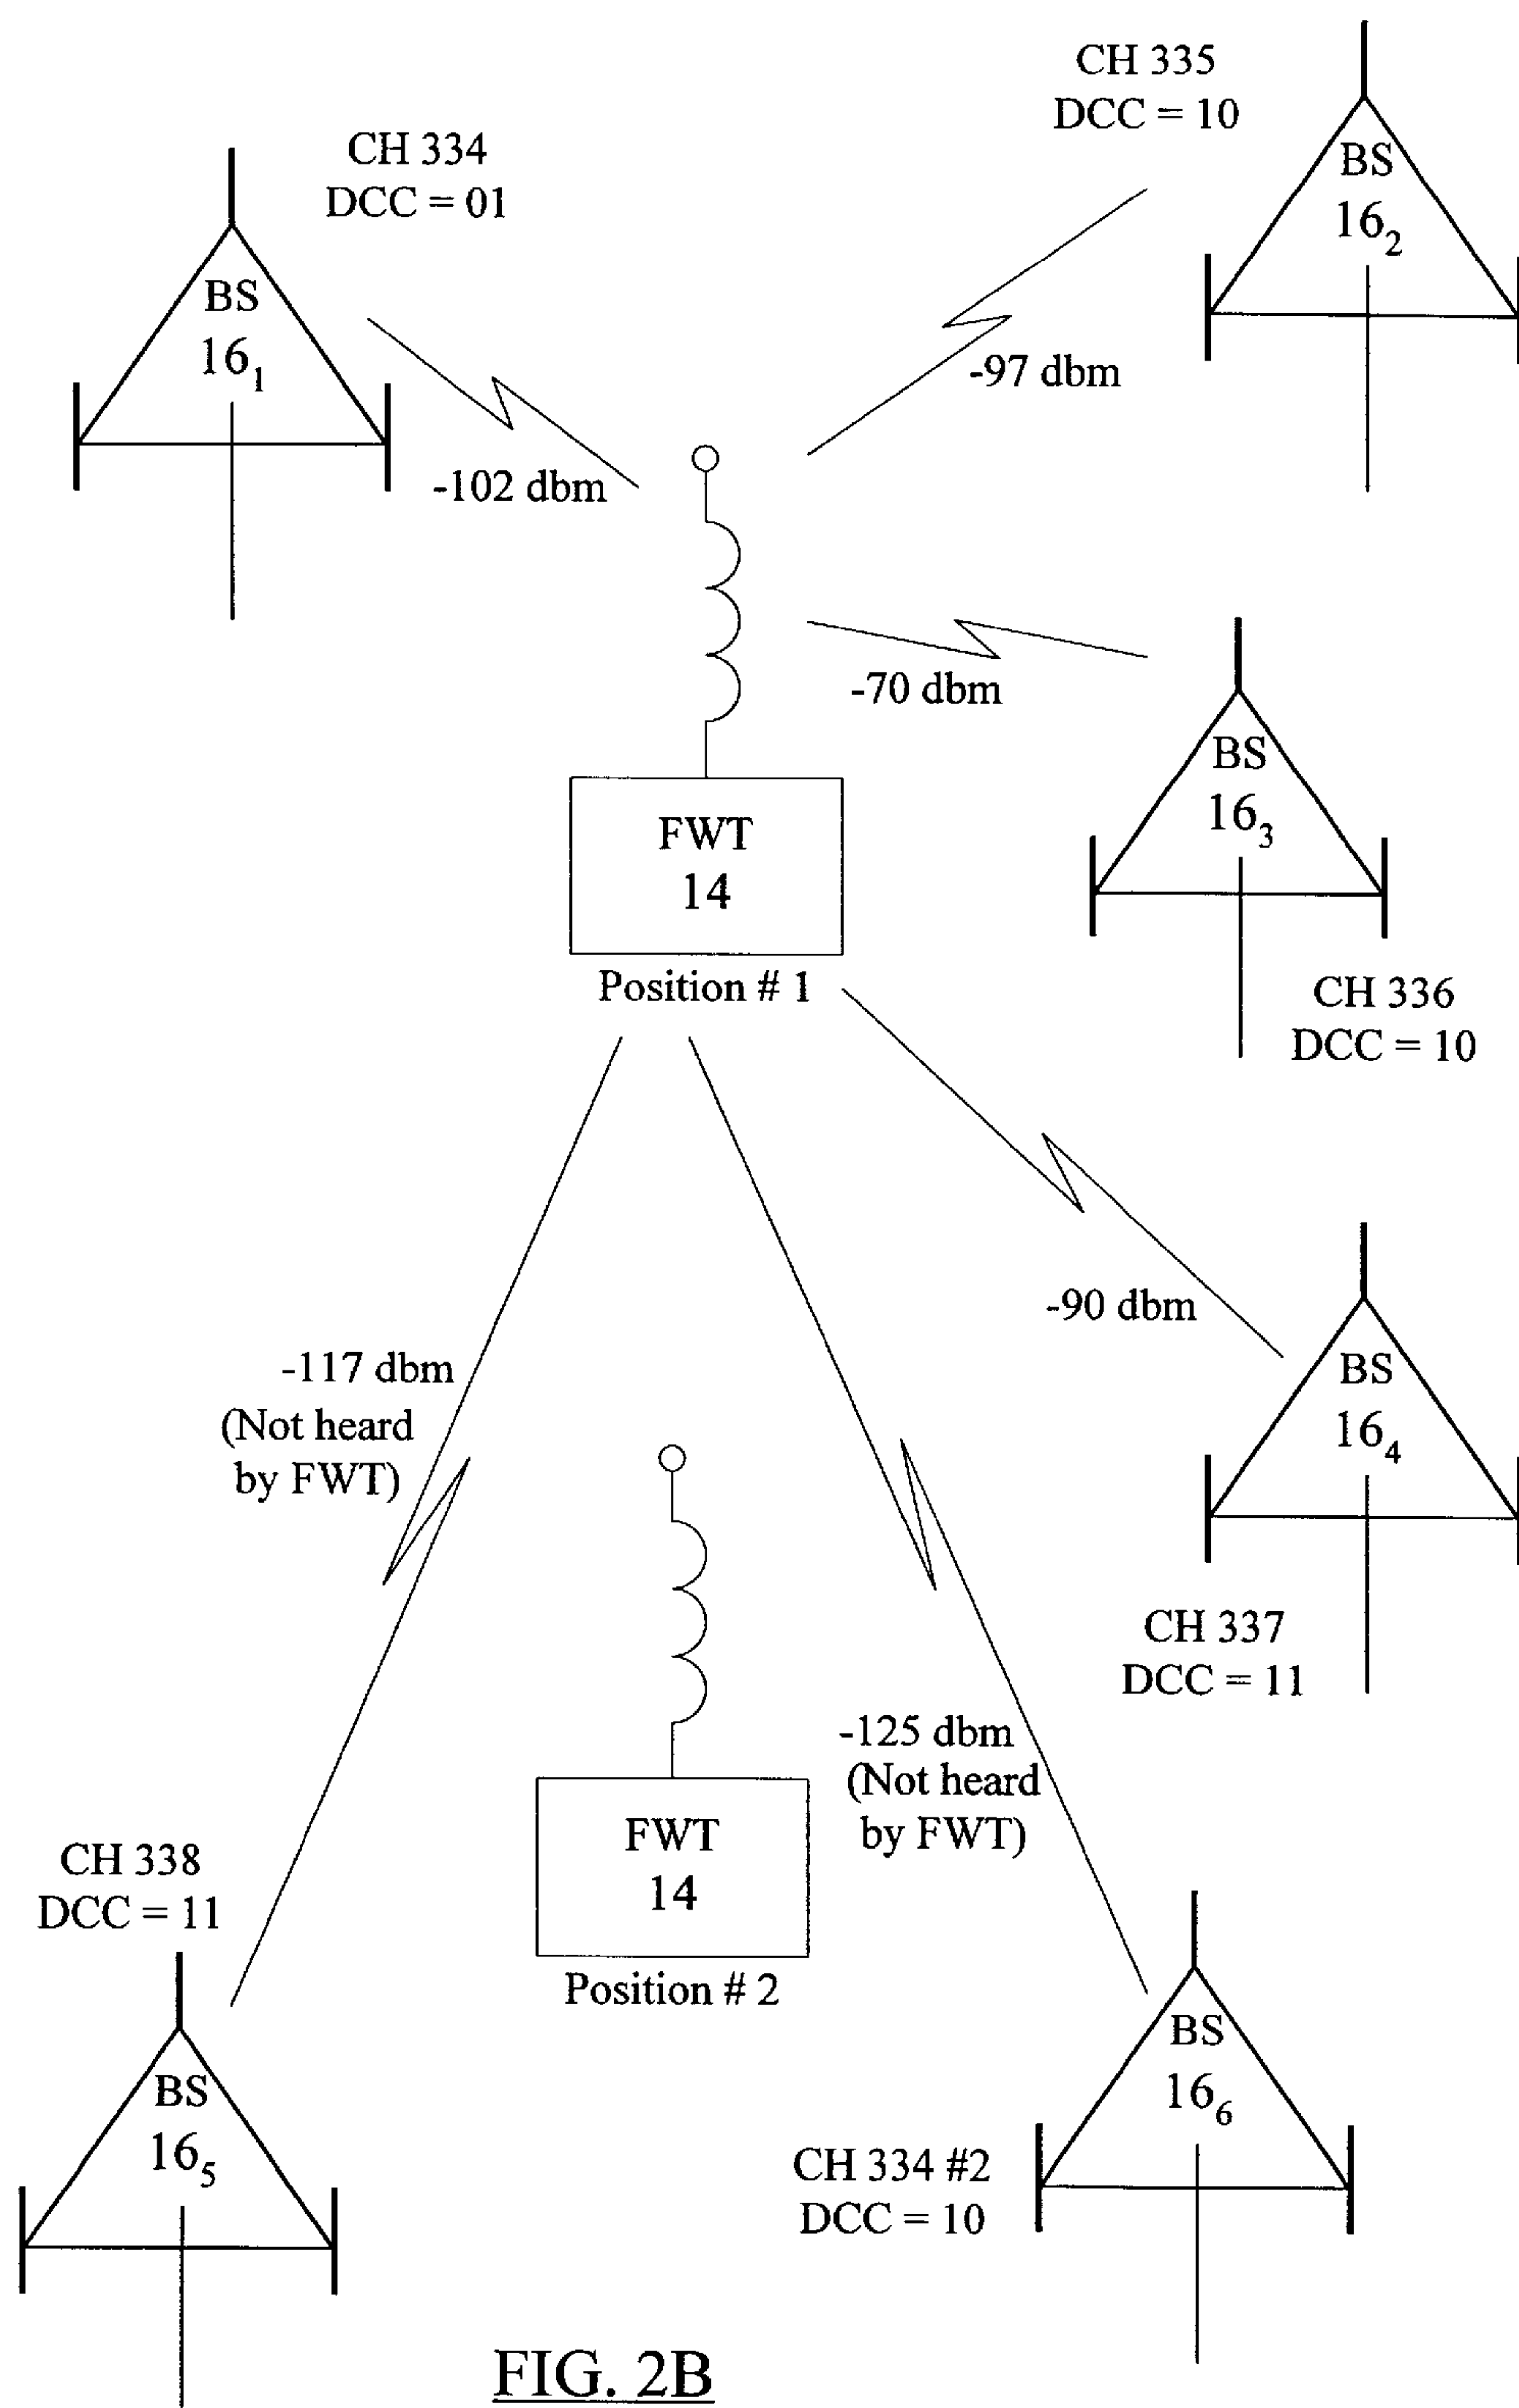 CH 335
DCC = 10
BS
16₂
CH 334
DCC = 01
BS
16₁
-97 dbm
-102 dbm
-70 dbm
BS
16₃
FWT
14
Position # 1
CH 336
DCC = 10
-90 dbm
BS
16₄
-117 dbm
(Not heard
by FWT)
CH 337
DCC = 11
-125 dbm
(Not heard
by FWT)
FWT
14
Position # 2
CH 338
DCC = 11
BS
16₅
BS
16₆
CH 334 #2
DCC = 10
FIG. 2B